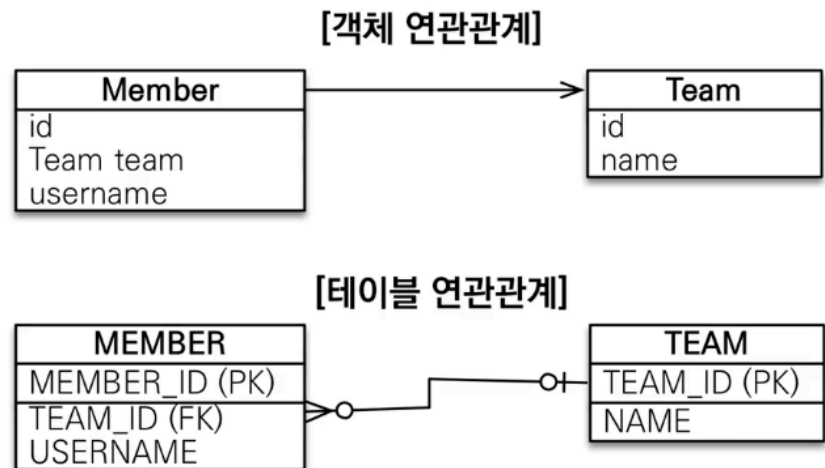 [객체 연관관계]
Member
id
Team team
username
Team
id
name
[테이블 연관관계]
MEMBER
MEMBER_ID (PK)
TEAM_ID (FK)
USERNAME
TEAM
TEAM_ID (PK)
NAME